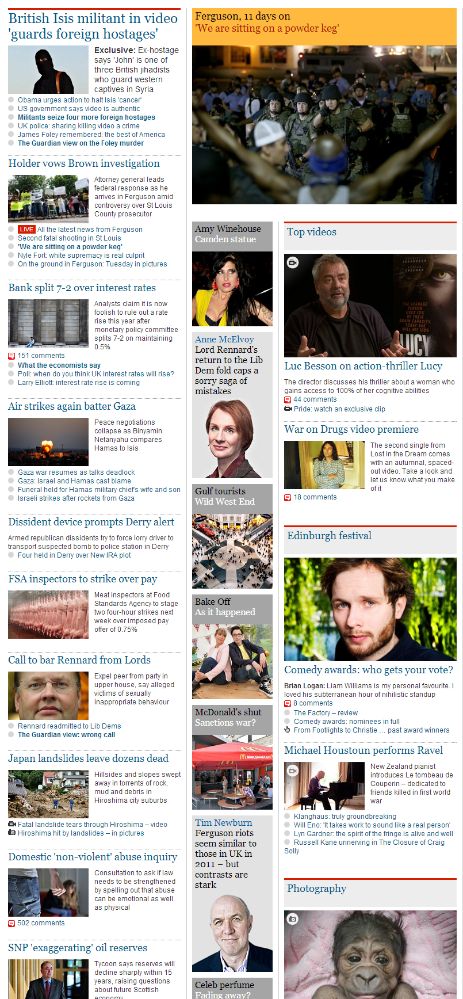 British Isis militant in video
'guards foreign hostages'
Exclusive: Ex-hostage
says 'John' is one of
three British jihadists
who guard western
captives in Syria
Obama urges action to halt Isis 'cancer'
US government says video is authentic
Militants seize four more foreign hostages
UK police: sharing killing video a crime
James Foley remembered: the best of America
The Guardian view on the Foley murder
Holder vows Brown investigation
Attorney general leads
federal response as he
arrives in Ferguson amid
controversy over St Louis
County prosecutor
LIVE All the latest news from Ferguson
Second fatal shooting in St Louis
'We are sitting on a powder keg'
Nyle Fort: white supremacy is real culprit
On the ground in Ferguson: Tuesday in pictures
Bank split 7-2 over interest rates
Analysts claim it is now
foolish to rule out a rate
rise this year after
monetary policy committee
splits 7-2 on maintaining
0.5%
151 comments
What the economists say
Poll: when do you think UK interest rates will rise?
Larry Elliott: interest rate rise is coming
Air strikes again batter Gaza
Peace negotiations
collapse as Binyamin
Netanyahu compares
Hamas to Isis
Gaza war resumes as talks deadlock
Gaza: Israel and Hamas cast blame
Funeral held for Hamas military chief's wife and son
Israeli strikes after rockets from Gaza
Dissident device prompts Derry alert
Armed republican dissidents try to force lorry driver to
transport suspected bomb to police station in Derry
Four held in Derry over New IRA plot
FSA inspectors to strike over pay
Meat inspectors at Food
Standards Agency to stage
two four-hour strikes next
week over imposed pay
offer of 0.75%
Call to bar Rennard from Lords
Expel peer from party in
upper house, say alleged
victims of sexually
inappropriate behaviour
Rennard readmitted to Lib Dems
The Guardian view: wrong call
Japan landslides leave dozens dead
Hillsides and slopes swept
away in torrents of rock,
mud and debris in
Hiroshima city suburbs
Fatal landslide tears through Hiroshima – video
Hiroshima hit by landslides – in pictures
Domestic 'non-violent' abuse inquiry
Consultation to ask if law
needs to be strengthened
by spelling out that abuse
can be emotional as well
as physical
502 comments
SNP 'exaggerating' oil reserves
Tycoon says reserves will
decline sharply within 15
years, raising questions
about future Scottish
economy
Ferguson, 11 days on
'We are sitting on a powder keg'
TROOPER
Amy Winehouse
Camden statue
Anne McElvoy
Lord Rennard's
return to the Lib
Dem fold caps a
sorry saga of
mistakes
Gulf tourists
Wild West End
Bake Off
As it happened
McDonald's shut
Sanctions war?
Макдоналдс
Tim Newburn
Ferguson riots
seem similar to
those in UK in
2011 – but
contrasts are
stark
Celeb perfume
Fading away?
Top videos
SCARLETT
JOHANSSON
MORGAN
FREEMAN
THE AVERAGE
PERSON
USES 10%
OF THEIR
BRAIN CAPACITY.
TODAY SHE
WILL HIT 100%
LUCY
Luc Besson on action-thriller Lucy
The director discusses his thriller about a woman who
gains access to 100% of her cognitive abilities
44 comments
Pride: watch an exclusive clip
War on Drugs video premiere
The second single from
Lost in the Dream comes
with an autumnal, spaced-
out video. Take a look and
let us know what you make
of it
18 comments
Edinburgh festival
Comedy awards: who gets your vote?
Brian Logan: Liam Williams is my personal favourite. I
loved his subterranean hour of nihilistic standup
8 comments
The Factory – review
Comedy awards: nominees in full
From Footlights to Christie ... past award winners
Michael Houstoun performs Ravel
New Zealand pianist
introduces Le tombeau de
Couperin – dedicated to
friends killed in first world
war
Klanghaus: truly groundbreaking
Will Eno: 'It takes work to sound like a real person'
Lyn Gardner: the spirit of the fringe is alive and well
Russell Kane unnerving in The Closure of Craig
Solly
Photography